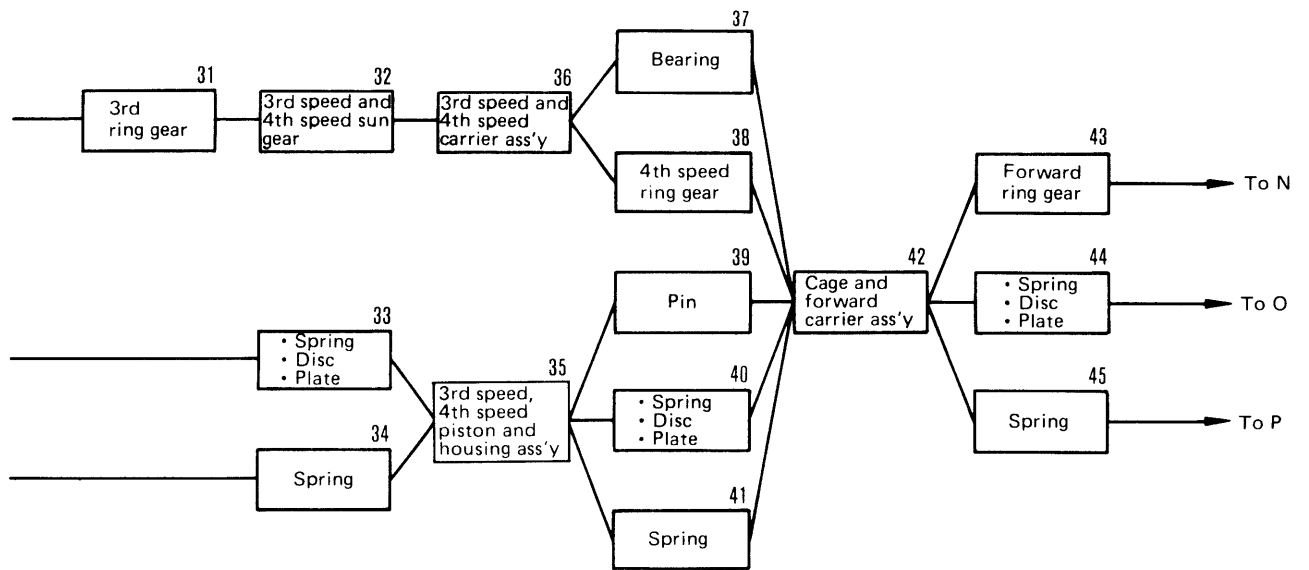 37
Bearing
31
3rd
ring gear
32
3rd speed and
4th speed sun
gear
36
3rd speed and
4th speed
carrier ass'y
38
4th speed
ring gear
43
Forward
ring gear
To N
39
Pin
42
Cage and
forward
carrier ass'y
44
• Spring
• Disc
• Plate
To O
33
• Spring
• Disc
• Plate
35
3rd speed,
4th speed
piston and
housing ass'y
40
• Spring
• Disc
• Plate
45
Spring
To P
34
Spring
41
Spring